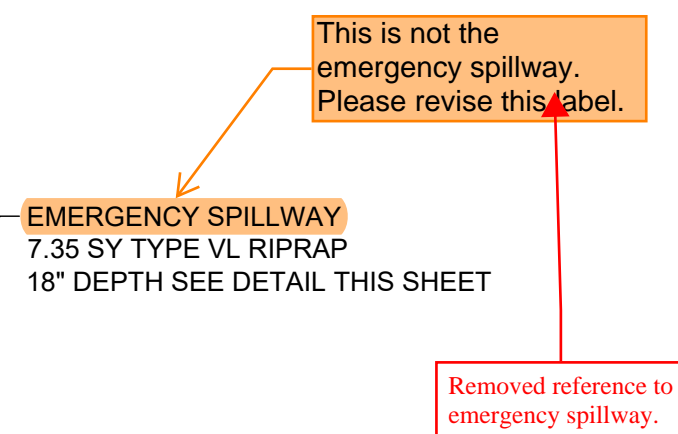 This is not the
emergency spillway.
Please revise this label.
EMERGENCY SPILLWAY
7.35 SY TYPE VL RIPRAP
18" DEPTH SEE DETAIL THIS SHEET
Removed reference to
emergency spillway.